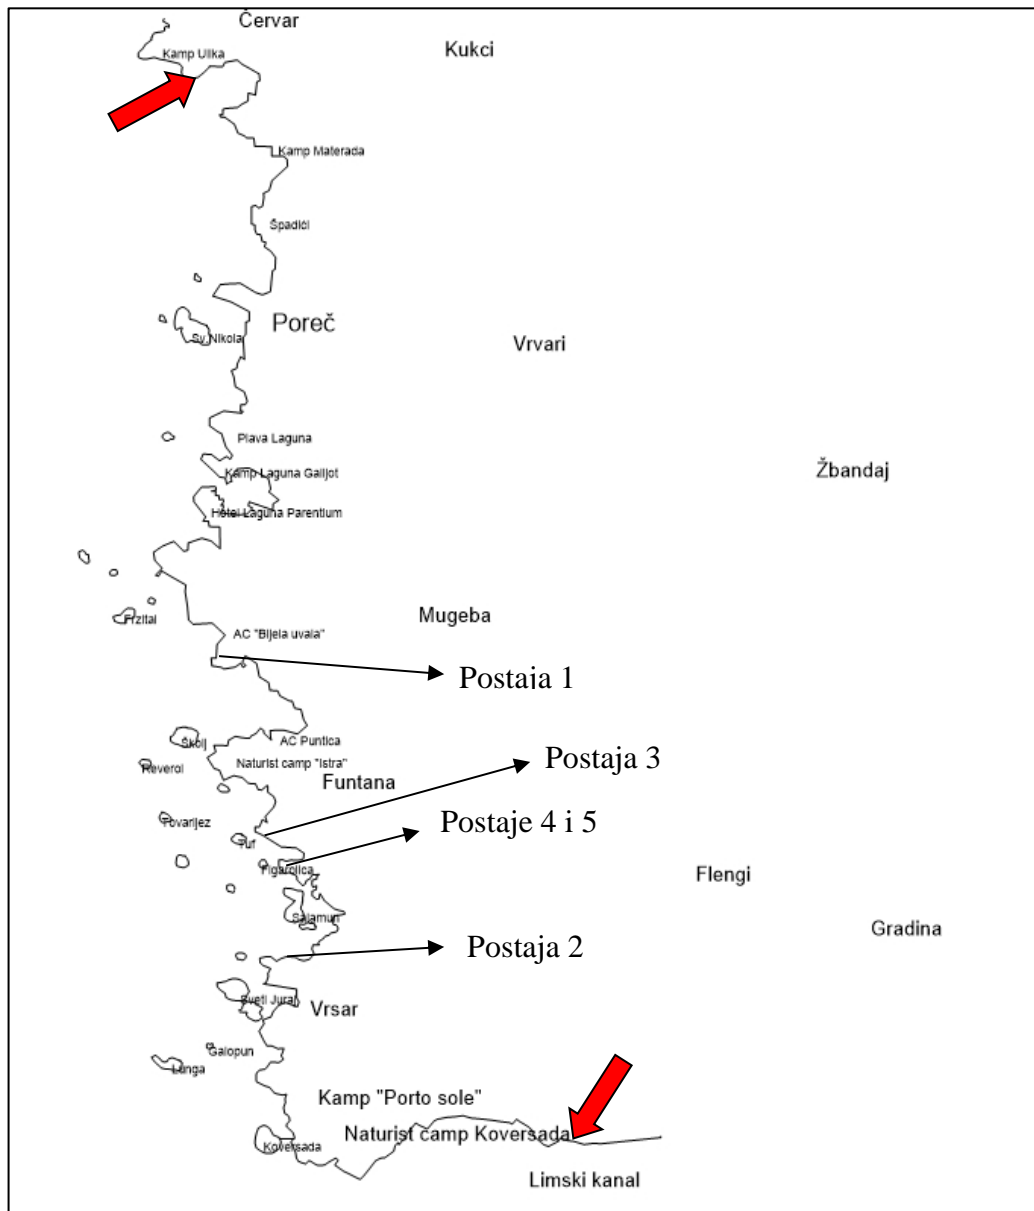 Červar
Kukci
Kamp Ulika
Kamp Materada
Špadići
Poreč
Sv.Nikola
Vrvari
Plava Laguna
Žbandaj
Kamp Laguna Galijot
Hotel Laguna Parentium
Mugeba
Frzital
AC "Bijela uvala"
Postaja 1
Školj
AC Puntica
Reverol
Naturist camp "Istra"
Postaja 3
Funtana
Tovarijez
Postaje 4 i 5
Tuf
Figarolica
Flengi
Salamun
Gradina
Postaja 2
Sveti Juraj
Vrsar
Galopun
Lunga
Kamp "Porto sole"
Naturist camp Koversada
Koversada
Limski kanal